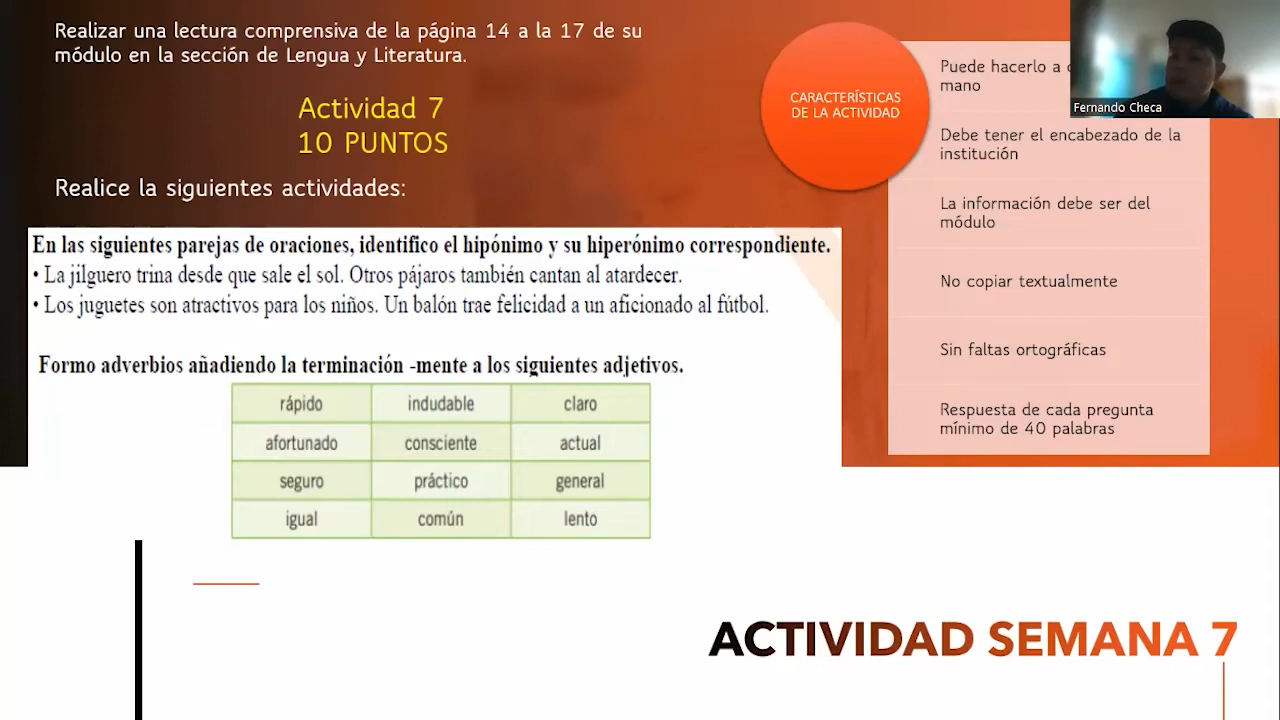 Realizar una lectura comprensiva de la página 14 a la 17 de su
módulo en la sección de Lengua y Literatura.
Actividad 7
10 PUNTOS
Realice la siguientes actividades:
En las siguientes parejas de oraciones, identifico el hipónimo y su hiperónimo correspondiente.
• La jilguero trina desde que sale el sol. Otros pájaros también cantan al atardecer.
• Los juguetes son atractivos para los niños. Un balón trae felicidad a un aficionado al fútbol.
Formo adverbios añadiendo la terminación -mente a los siguientes adjetivos.
rápido indudable claro
afortunado consciente actual
seguro práctico general
igual común lento
CARACTERÍSTICAS
DE LA ACTIVIDAD
Puede hacerlo a
mano
Debe tener el encabezado de la
institución
La información debe ser del
módulo
No copiar textualmente
Sin faltas ortográficas
Respuesta de cada pregunta
mínimo de 40 palabras
Fernando Checa
ACTIVIDAD SEMANA 7